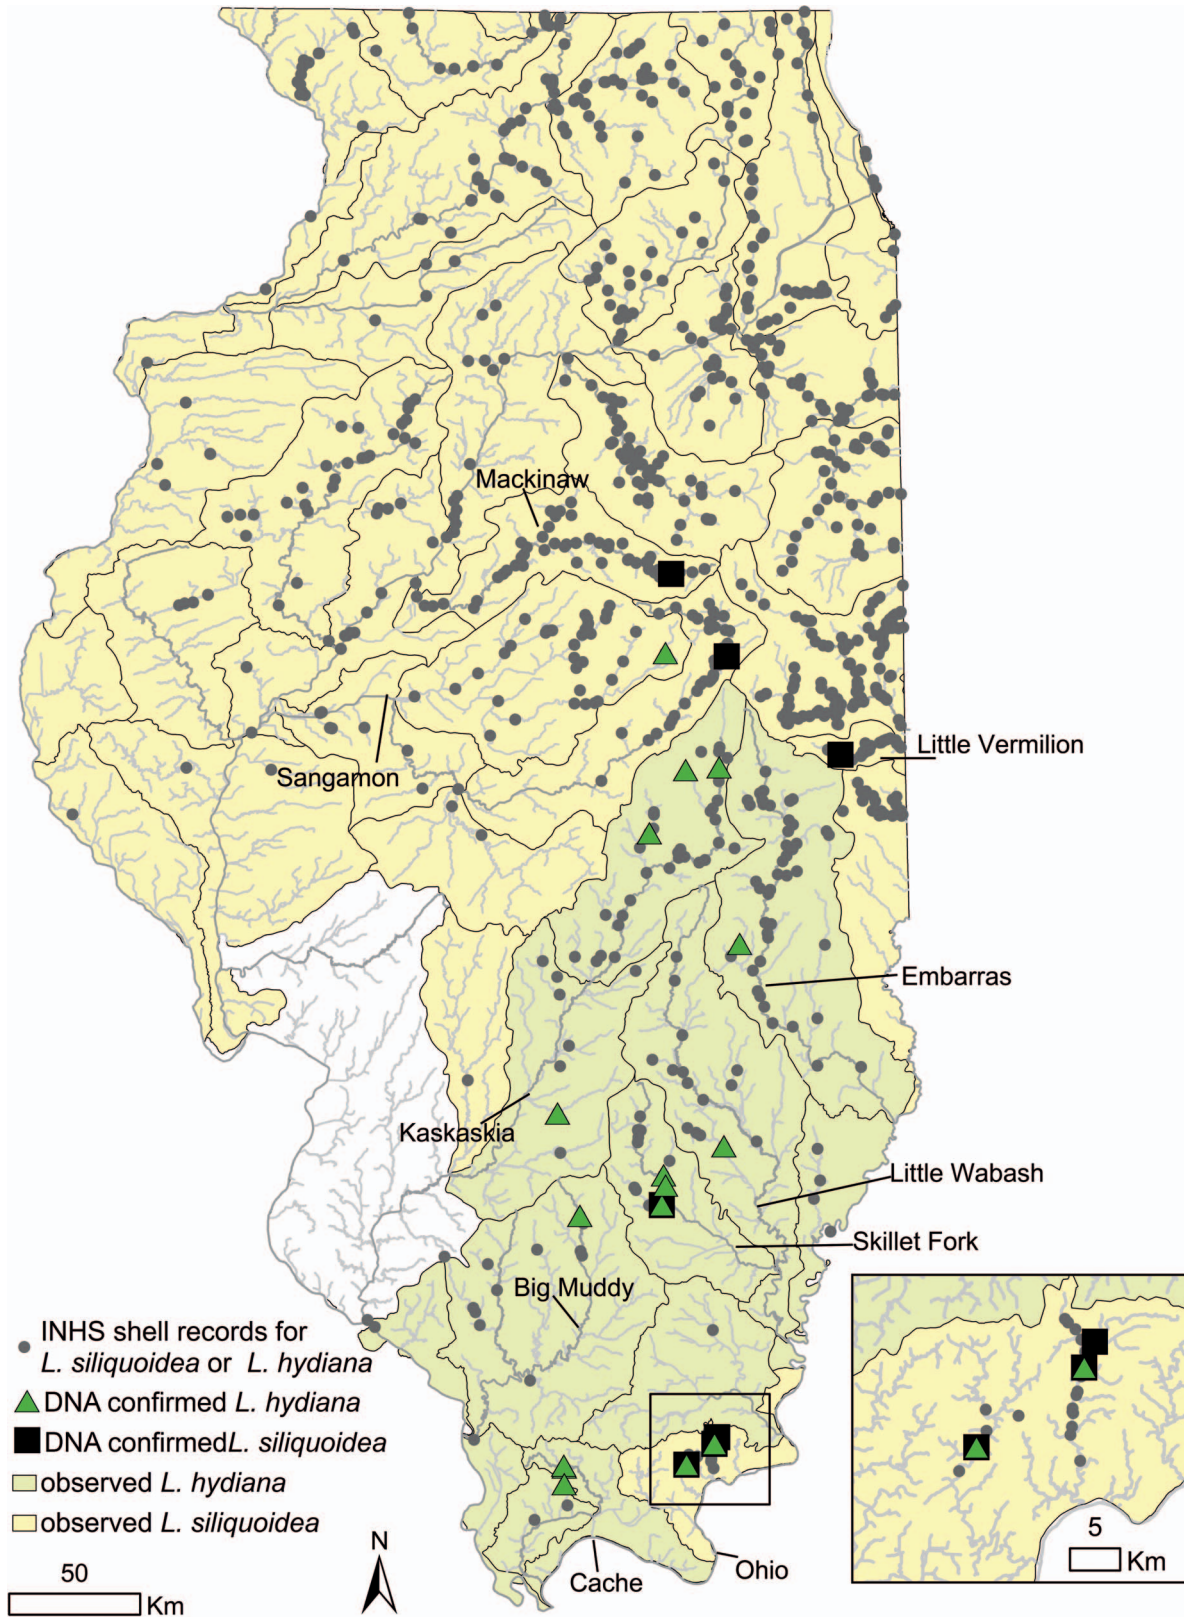 Mackinaw
Sangamon
Little Vermilion
Embarras
Kaskaskia
Little Wabash
Skillet Fork
Big Muddy
INHS shell records for
L. siliquoidea or L. hydiana
DNA confirmed L. hydiana
DNA confirmedL. siliquoidea
observed L. hydiana
observed L. siliquoidea
50
Km
N
Cache
Ohio
5
Km